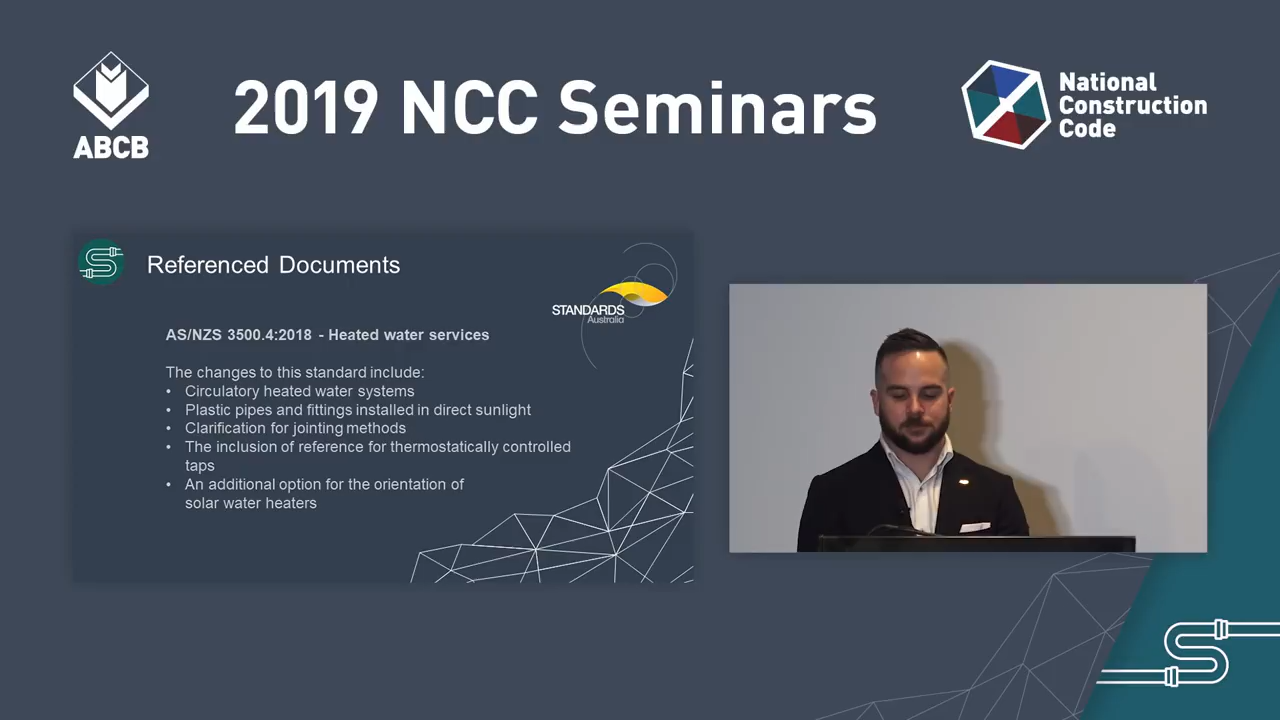 ABCB
2019 NCC Seminars
National
Construction
Code
Referenced Documents
STANDARDS
Australia
AS/NZS 3500.4:2018 - Heated water services
The changes to this standard include:
• Circulatory heated water systems
• Plastic pipes and fittings installed in direct sunlight
• Clarification for jointing methods
• The inclusion of reference for thermostatically controlled
taps
• An additional option for the orientation of
solar water heaters